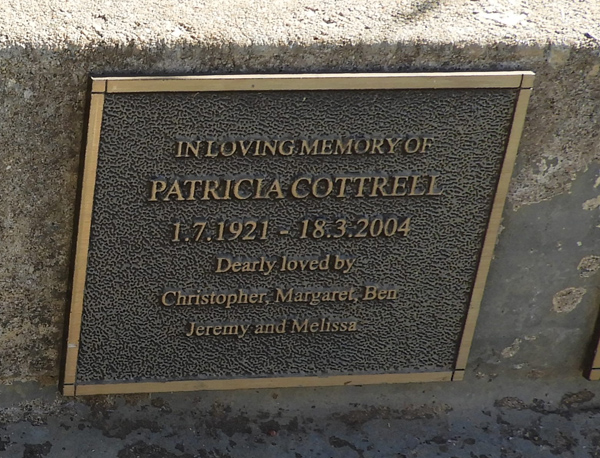 IN LOVING MEMORY OF
PATRICIA COTTRELL
1.7.1921 - 18.3.2004
Dearly loved by
Christopher, Margaret, Ben
Jeremy and Melissa